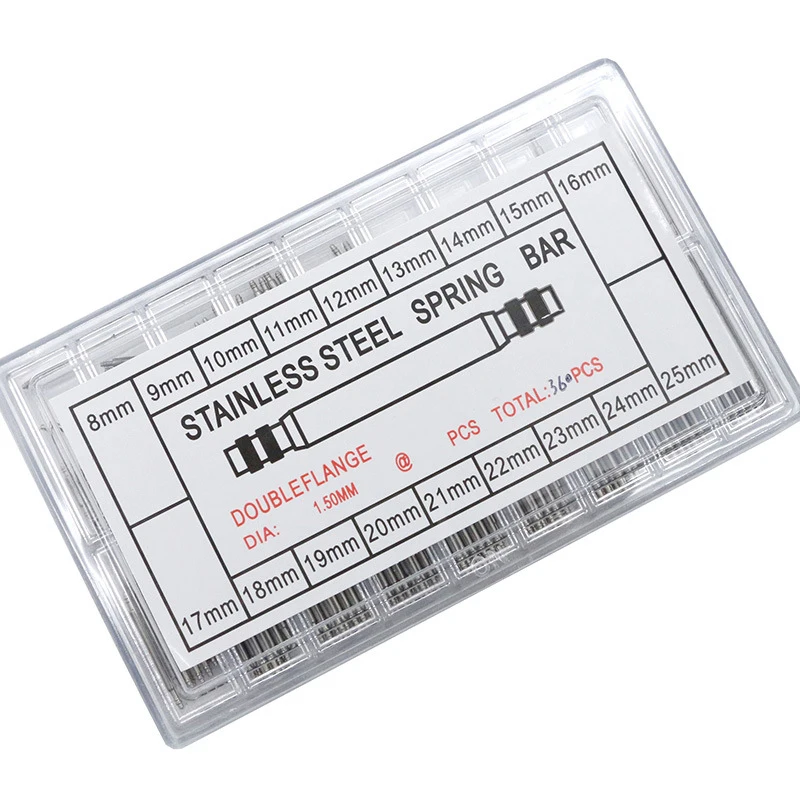 8mm 9mm 10mm 11mm 12mm 13mm 14mm 15mm 16mm
STAINLESS STEEL SPRING BAR
DOUBLEFLANGE @ PCS TOTAL:360PCS
DIA: 1.50MM
17mm 18mm 19mm 20mm 21mm 22mm 23mm 24mm 25mm